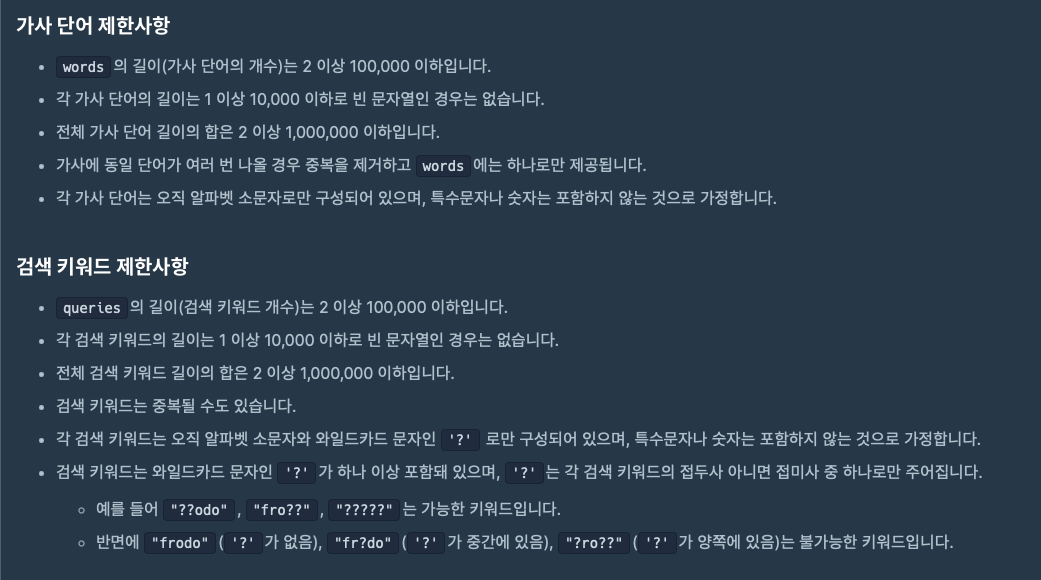 가사 단어 제한사항
words 의 길이(가사 단어의 개수)는 2 이상 100,000 이하입니다.
각 가사 단어의 길이는 1 이상 10,000 이하로 빈 문자열인 경우는 없습니다.
전체 가사 단어 길이의 합은 2 이상 1,000,000 이하입니다.
가사에 동일 단어가 여러 번 나올 경우 중복을 제거하고 words 에는 하나로만 제공됩니다.
각 가사 단어는 오직 알파벳 소문자로만 구성되어 있으며, 특수문자나 숫자는 포함하지 않는 것으로 가정합니다.
검색 키워드 제한사항
queries 의 길이(검색 키워드 개수)는 2 이상 100,000 이하입니다.
각 검색 키워드의 길이는 1 이상 10,000 이하로 빈 문자열인 경우는 없습니다.
전체 검색 키워드 길이의 합은 2 이상 1,000,000 이하입니다.
검색 키워드는 중복될 수도 있습니다.
각 검색 키워드는 오직 알파벳 소문자와 와일드카드 문자인 '?' 로만 구성되어 있으며, 특수문자나 숫자는 포함하지 않는 것으로 가정합니다.
검색 키워드는 와일드카드 문자인 '?' 가 하나 이상 포함돼 있으며, '?' 는 각 검색 키워드의 접두사 아니면 접미사 중 하나로만 주어집니다.
예를 들어 "??odo" , "fro??" , "?????" 는 가능한 키워드입니다.
반면에 "frodo" ( '?' 가 없음), "fr?do" ( '?' 가 중간에 있음), "?ro??" ( '?' 가 양쪽에 있음)는 불가능한 키워드입니다.